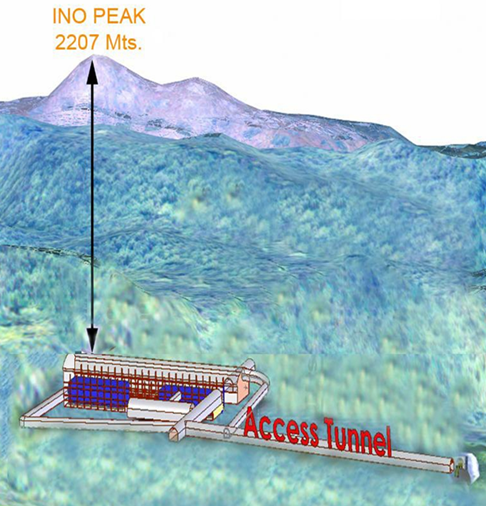 INO PEAK
2207 Mts.
Access Tunnel